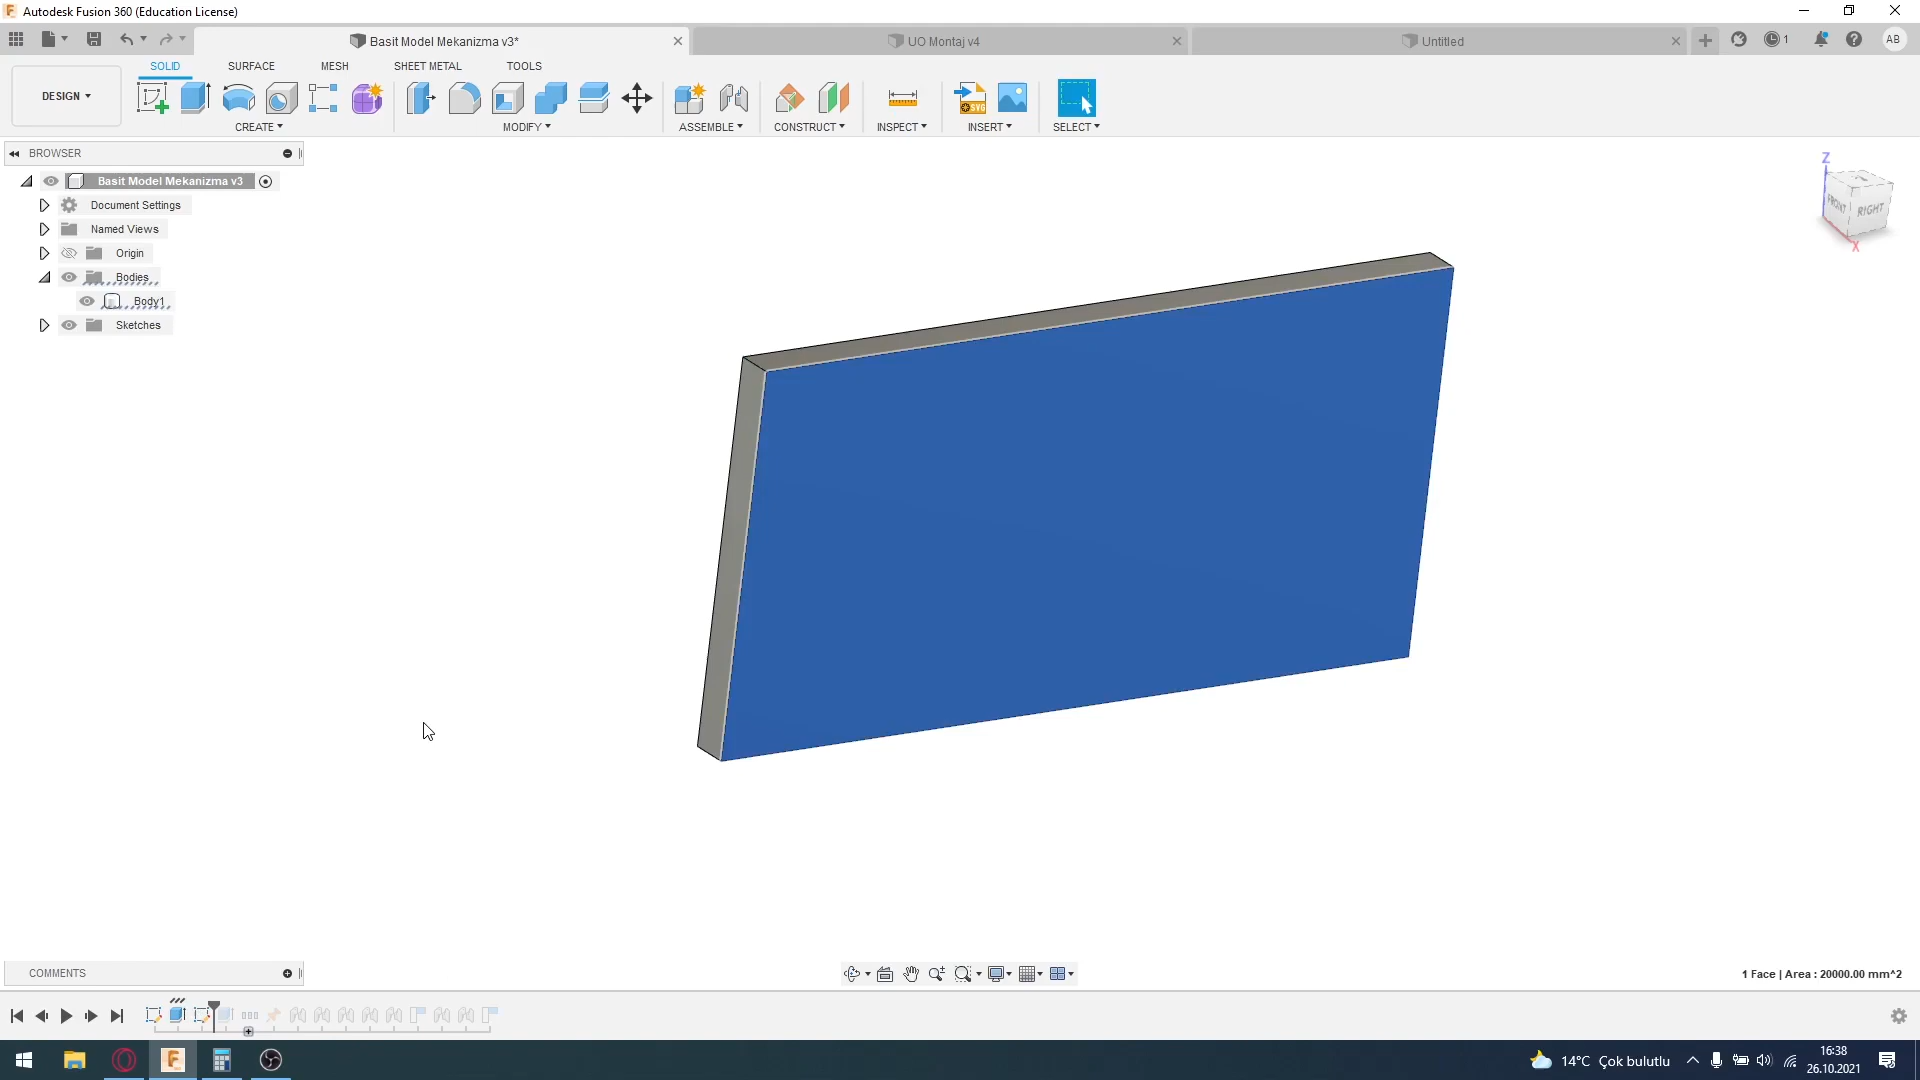 Autodesk Fusion 360 (Education License)
Basit Model Mekanizma v3*
UO Montaj v4
Untitled
1
AB
DESIGN
SOLID
SURFACE
MESH
SHEET METAL
TOOLS
CREATE
MODIFY
ASSEMBLE
CONSTRUCT
INSPECT
SVG
INSERT
SELECT
BROWSER
Basit Model Mekanizma v3
Document Settings
Named Views
Origin
Bodies
Body1
Sketches
Z
FRONT
RIGHT
X
COMMENTS
1 Face | Area : 20000.00 mm^2
14°C Çok bulutlu
16:38
26.10.2021